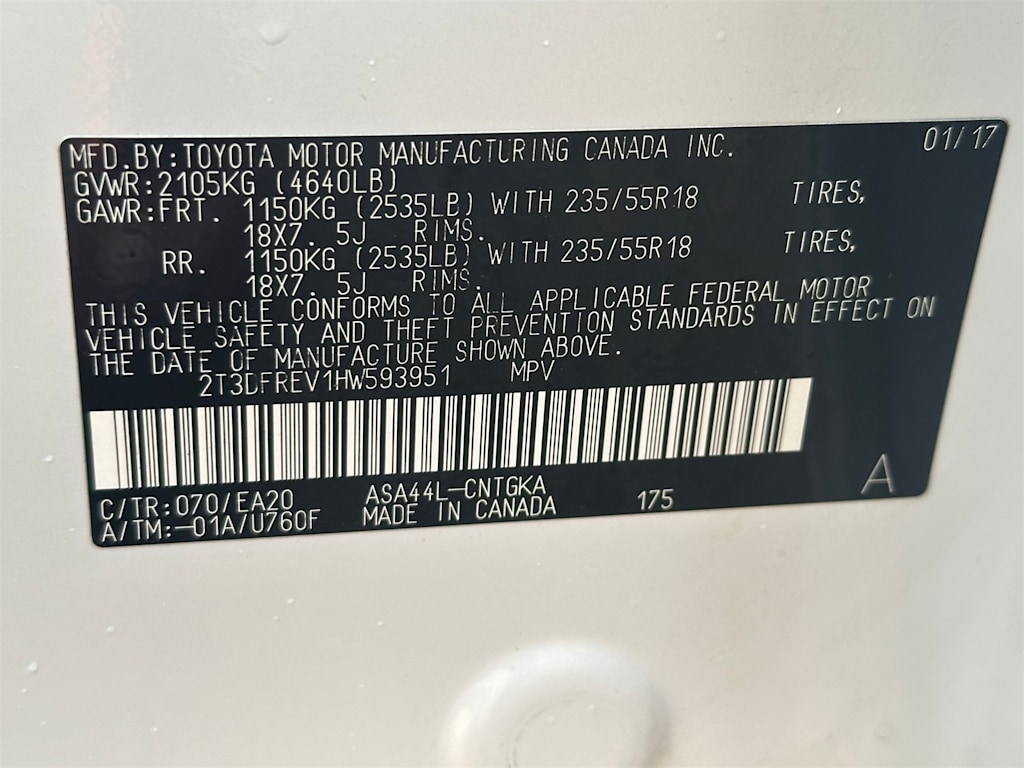 MFD.BY:TOYOTA MOTOR MANUFACTURING CANADA INC. 01/17
GVWR:2105KG (4640LB)
GAWR:FRT. 1150KG (2535LB) WITH 235/55R18 TIRES,
18X7. 5J RIMS.
RR. 1150KG (2535LB) WITH 235/55R18 TIRES,
18X7. 5J RIMS.
THIS VEHICLE CONFORMS TO ALL APPLICABLE FEDERAL MOTOR
VEHICLE SAFETY AND THEFT PREVENTION STANDARDS IN EFFECT ON
THE DATE OF MANUFACTURE SHOWN ABOVE.
2T3DFREV1HW593951 MPV
C/TR:070/EA20 ASA44L-CNTGKA 175 A
A/TM:-01A/U760F MADE IN CANADA